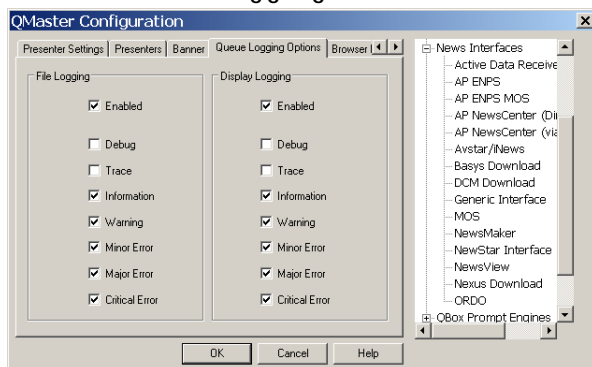 QMaster Configuration
Presenter Settings
Presenters
Banner
Queue Logging Options
Browser
File Logging
Enabled
Debug
Trace
Information
Warning
Minor Error
Major Error
Critical Error
Display Logging
Enabled
Debug
Trace
Information
Warning
Minor Error
Major Error
Critical Error
OK
Cancel
Help
News Interfaces
Active Data Receive
AP ENPS
AP ENPS MOS
AP NewsCenter (Di
AP NewsCenter (via
Avstar/iNews
Basys Download
DCM Download
Generic Interface
MOS
NewsMaker
NewStar Interface
NewsView
Nexus Download
ORDO
QBox Prompt Engines